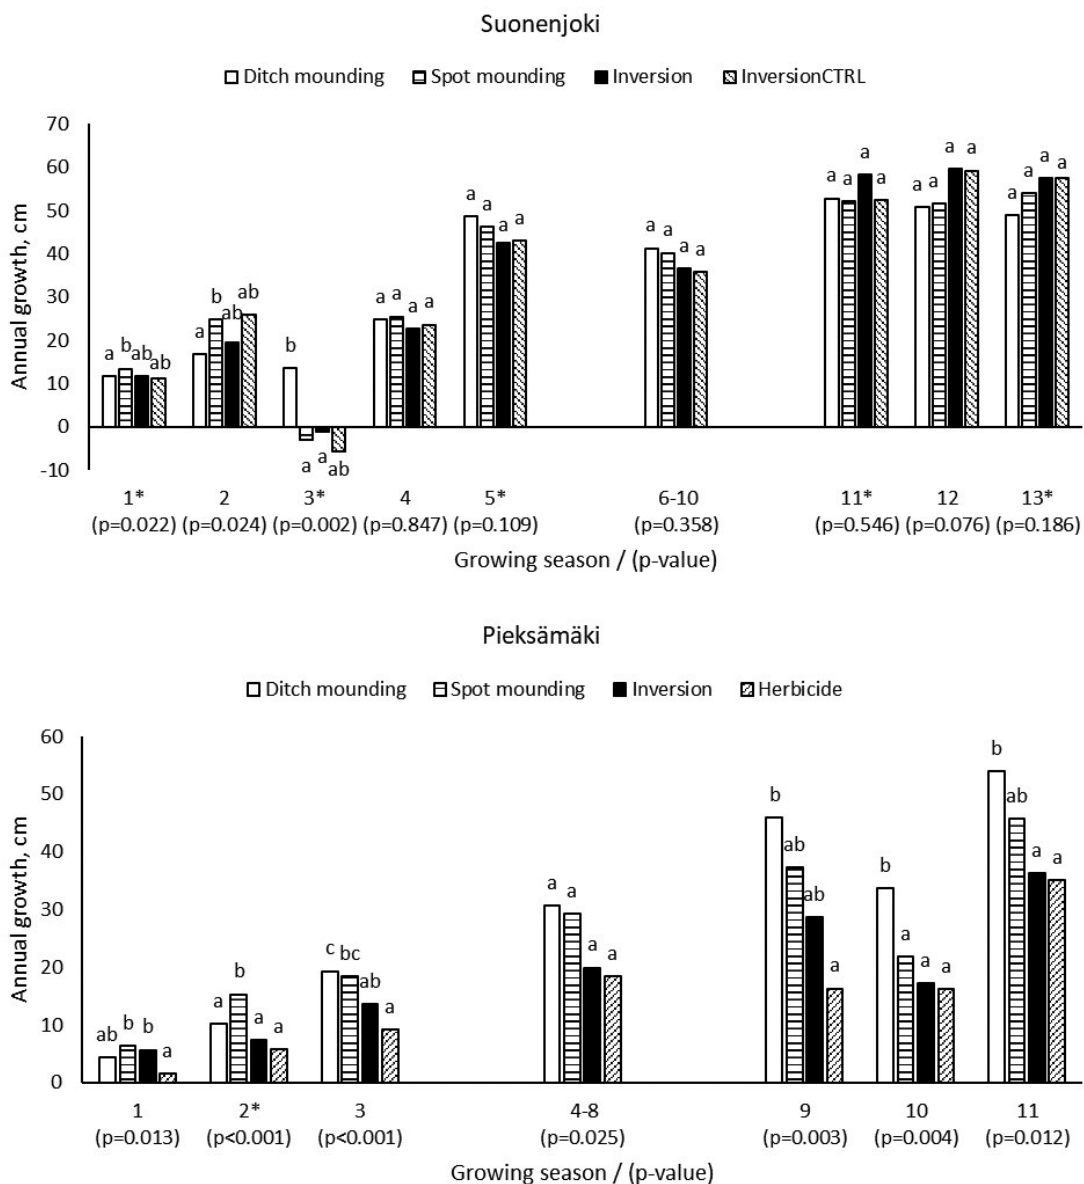 Suonenjoki
Ditch mounding Spot mounding Inversion InversionCTRL
Annual growth, cm
70
60
50
40
30
20
10
0
-10
a b ab ab
a b ab ab
b a a ab
a a a a
a a a a
a a a a
a a a a
a a a a
a a a a
1* 2 3* 4 5* 6-10 11* 12 13*
(p=0.022) (p=0.024) (p=0.002) (p=0.847) (p=0.109) (p=0.358) (p=0.546) (p=0.076) (p=0.186)
Growing season / (p-value)
Pieksämäki
Ditch mounding Spot mounding Inversion Herbicide
Annual growth, cm
60
50
40
30
20
10
0
ab b b a
a b a a
c bc ab a
a a a a
b ab ab a
b a a a
b ab a a
1 2* 3 4-8 9 10 11
(p=0.013) (p<0.001) (p<0.001) (p=0.025) (p=0.003) (p=0.004) (p=0.012)
Growing season / (p-value)